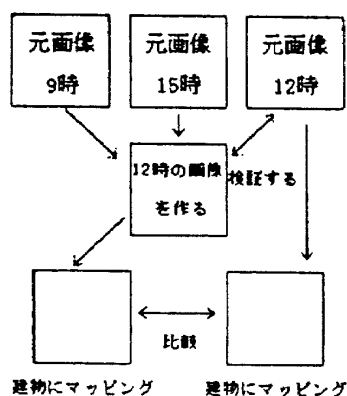 元画像
9時
元画像
15時
元画像
12時
12時の画像
を作る
検証する
比較
建物にマッピング
建物にマッピング